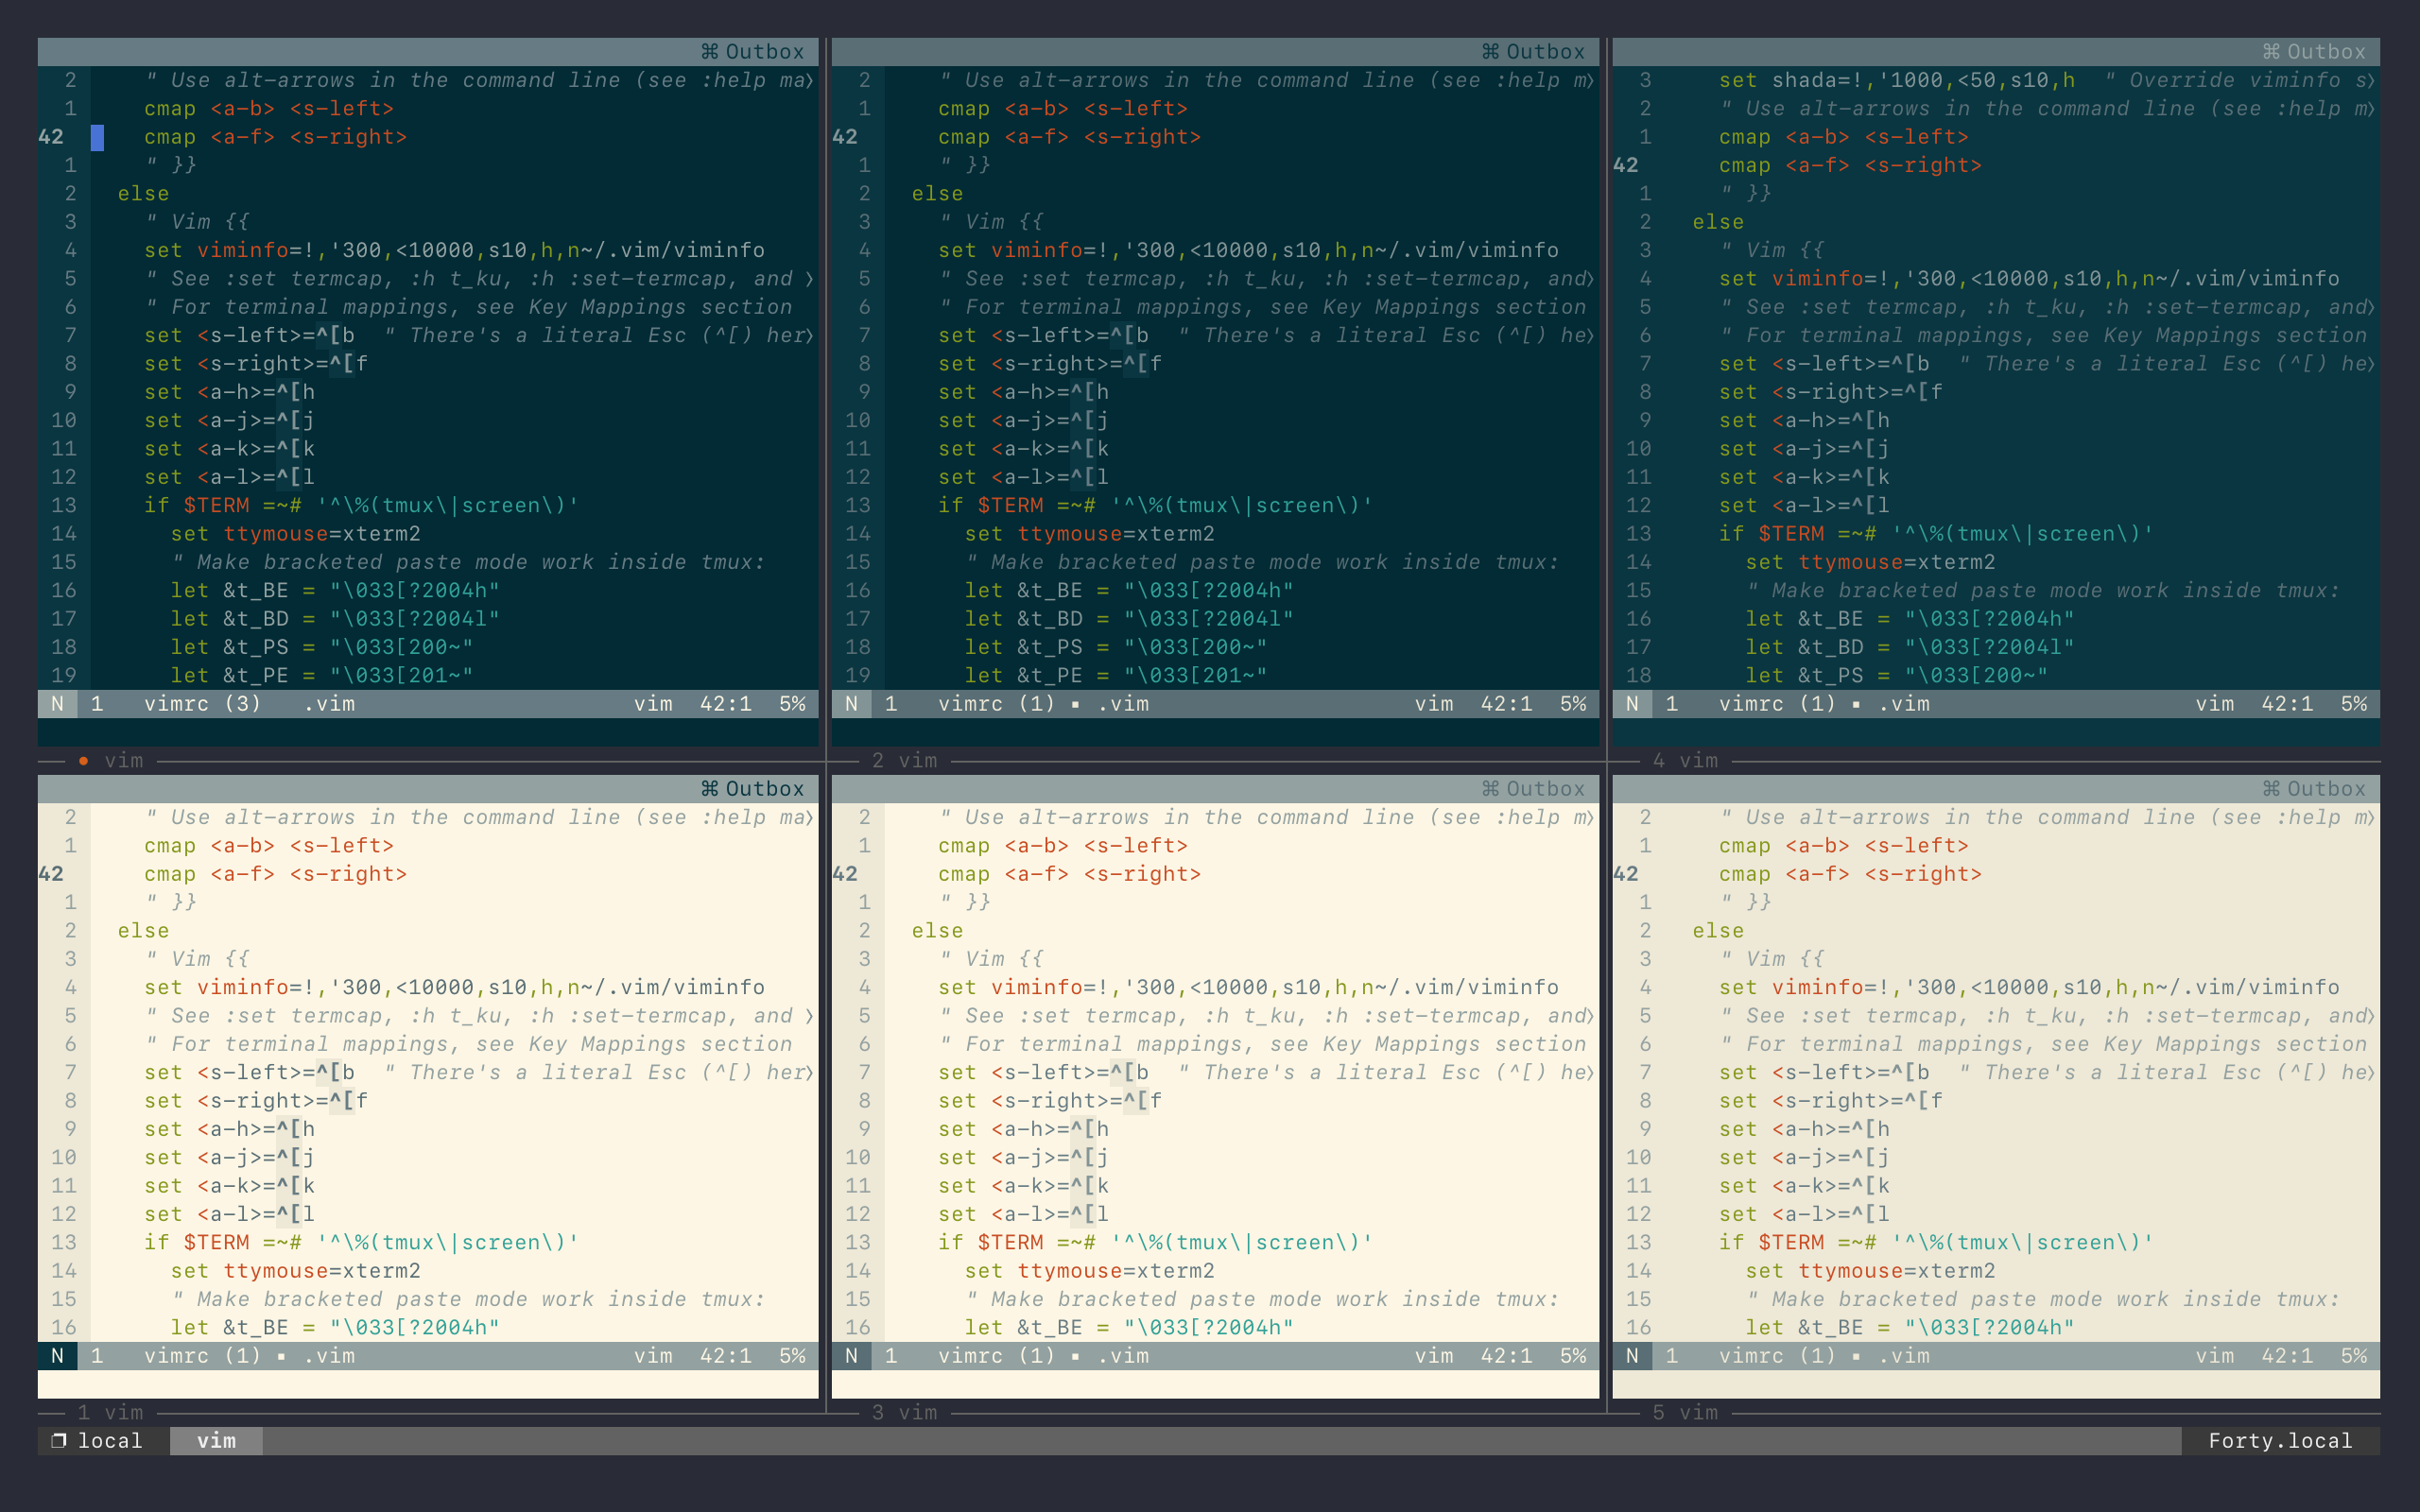 ⌘ Outbox
2 " Use alt-arrows in the command line (see :help ma〉
1 cmap <a-b> <s-left>
42 cmap <a-f> <s-right>
1 " }}
2 else
3 " Vim {{
4 set viminfo=!,'300,<10000,s10,h,n~/.vim/viminfo
5 " See :set termcap, :h t_ku, :h :set-termcap, and 〉
6 " For terminal mappings, see Key Mappings section
7 set <s-left>=^[b " There's a literal Esc (^[) her〉
8 set <s-right>=^[f
9 set <a-h>=^[h
10 set <a-j>=^[j
11 set <a-k>=^[k
12 set <a-l>=^[l
13 if $TERM =~# '^\%(tmux\|screen\)'
14 set ttymouse=xterm2
15 " Make bracketed paste mode work inside tmux:
16 let &t_BE = "\033[?2004h"
17 let &t_BD = "\033[?2004l"
18 let &t_PS = "\033[200~"
19 let &t_PE = "\033[201~"
N 1 vimrc (3) .vim vim 42:1 5%
• vim
⌘ Outbox
2 " Use alt-arrows in the command line (see :help m〉
1 cmap <a-b> <s-left>
42 cmap <a-f> <s-right>
1 " }}
2 else
3 " Vim {{
4 set viminfo=!,'300,<10000,s10,h,n~/.vim/viminfo
5 " See :set termcap, :h t_ku, :h :set-termcap, and〉
6 " For terminal mappings, see Key Mappings section
7 set <s-left>=^[b " There's a literal Esc (^[) he〉
8 set <s-right>=^[f
9 set <a-h>=^[h
10 set <a-j>=^[j
11 set <a-k>=^[k
12 set <a-l>=^[l
13 if $TERM =~# '^\%(tmux\|screen\)'
14 set ttymouse=xterm2
15 " Make bracketed paste mode work inside tmux:
16 let &t_BE = "\033[?2004h"
17 let &t_BD = "\033[?2004l"
18 let &t_PS = "\033[200~"
19 let &t_PE = "\033[201~"
N 1 vimrc (1) ▪ .vim vim 42:1 5%
2 vim
⌘ Outbox
3 set shada=!,'1000,<50,s10,h " Override viminfo s〉
2 " Use alt-arrows in the command line (see :help m〉
1 cmap <a-b> <s-left>
42 cmap <a-f> <s-right>
1 " }}
2 else
3 " Vim {{
4 set viminfo=!,'300,<10000,s10,h,n~/.vim/viminfo
5 " See :set termcap, :h t_ku, :h :set-termcap, and〉
6 " For terminal mappings, see Key Mappings section
7 set <s-left>=^[b " There's a literal Esc (^[) he〉
8 set <s-right>=^[f
9 set <a-h>=^[h
10 set <a-j>=^[j
11 set <a-k>=^[k
12 set <a-l>=^[l
13 if $TERM =~# '^\%(tmux\|screen\)'
14 set ttymouse=xterm2
15 " Make bracketed paste mode work inside tmux:
16 let &t_BE = "\033[?2004h"
17 let &t_BD = "\033[?2004l"
18 let &t_PS = "\033[200~"
N 1 vimrc (1) ▪ .vim vim 42:1 5%
4 vim
⌘ Outbox
2 " Use alt-arrows in the command line (see :help ma〉
1 cmap <a-b> <s-left>
42 cmap <a-f> <s-right>
1 " }}
2 else
3 " Vim {{
4 set viminfo=!,'300,<10000,s10,h,n~/.vim/viminfo
5 " See :set termcap, :h t_ku, :h :set-termcap, and 〉
6 " For terminal mappings, see Key Mappings section
7 set <s-left>=^[b " There's a literal Esc (^[) her〉
8 set <s-right>=^[f
9 set <a-h>=^[h
10 set <a-j>=^[j
11 set <a-k>=^[k
12 set <a-l>=^[l
13 if $TERM =~# '^\%(tmux\|screen\)'
14 set ttymouse=xterm2
15 " Make bracketed paste mode work inside tmux:
16 let &t_BE = "\033[?2004h"
N 1 vimrc (1) ▪ .vim vim 42:1 5%
1 vim
⌘ Outbox
2 " Use alt-arrows in the command line (see :help m〉
1 cmap <a-b> <s-left>
42 cmap <a-f> <s-right>
1 " }}
2 else
3 " Vim {{
4 set viminfo=!,'300,<10000,s10,h,n~/.vim/viminfo
5 " See :set termcap, :h t_ku, :h :set-termcap, and〉
6 " For terminal mappings, see Key Mappings section
7 set <s-left>=^[b " There's a literal Esc (^[) he〉
8 set <s-right>=^[f
9 set <a-h>=^[h
10 set <a-j>=^[j
11 set <a-k>=^[k
12 set <a-l>=^[l
13 if $TERM =~# '^\%(tmux\|screen\)'
14 set ttymouse=xterm2
15 " Make bracketed paste mode work inside tmux:
16 let &t_BE = "\033[?2004h"
N 1 vimrc (1) ▪ .vim vim 42:1 5%
3 vim
⌘ Outbox
2 " Use alt-arrows in the command line (see :help m〉
1 cmap <a-b> <s-left>
42 cmap <a-f> <s-right>
1 " }}
2 else
3 " Vim {{
4 set viminfo=!,'300,<10000,s10,h,n~/.vim/viminfo
5 " See :set termcap, :h t_ku, :h :set-termcap, and〉
6 " For terminal mappings, see Key Mappings section
7 set <s-left>=^[b " There's a literal Esc (^[) he〉
8 set <s-right>=^[f
9 set <a-h>=^[h
10 set <a-j>=^[j
11 set <a-k>=^[k
12 set <a-l>=^[l
13 if $TERM =~# '^\%(tmux\|screen\)'
14 set ttymouse=xterm2
15 " Make bracketed paste mode work inside tmux:
16 let &t_BE = "\033[?2004h"
N 1 vimrc (1) ▪ .vim vim 42:1 5%
5 vim
❐ local vim Forty.local